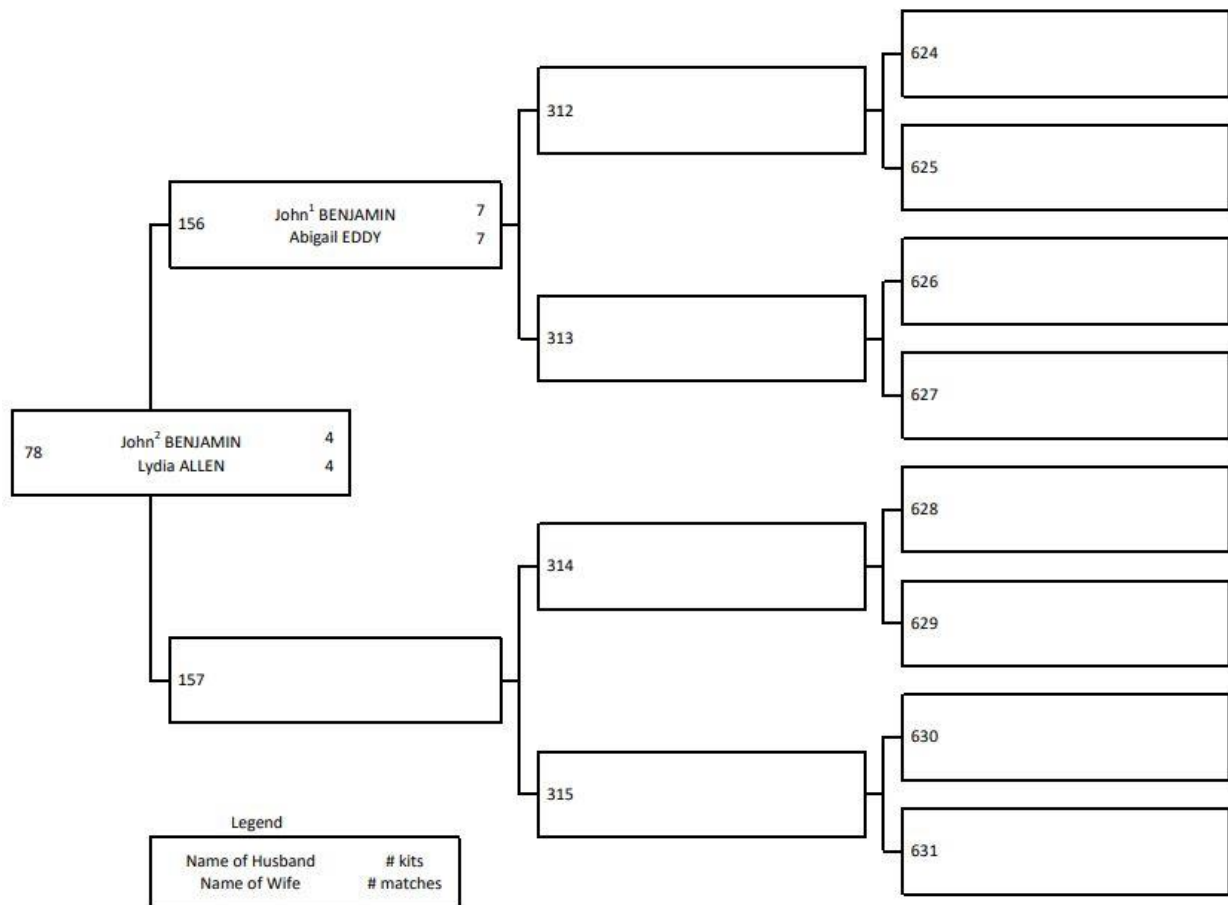 624
312
625
156 John¹ BENJAMIN 7
Abigail EDDY 7
626
313
627
78 John² BENJAMIN 4
Lydia ALLEN 4
628
314
629
157
630
315
631
Legend
Name of Husband # kits
Name of Wife # matches